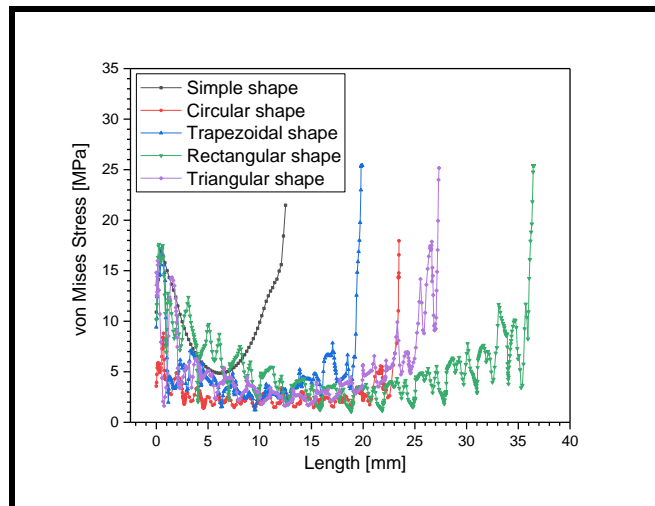 35
30
25
20
15
10
5
0
von Mises Stress [MPa]
Simple shape
Circular shape
Trapezoidal shape
Rectangular shape
Triangular shape
0 5 10 15 20 25 30 35 40
Length [mm]